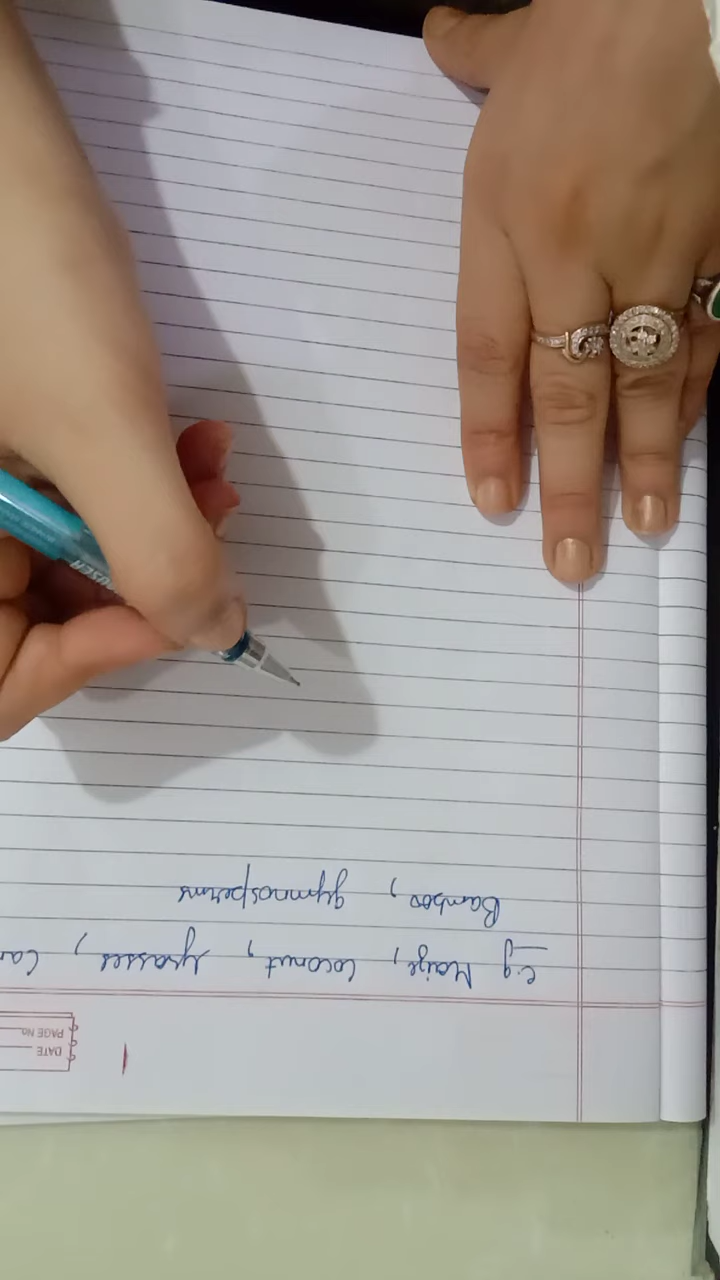 DATE
PAGE No.
e.g Maize, Coconut, Grasses,
Bamboo, gymnosperms